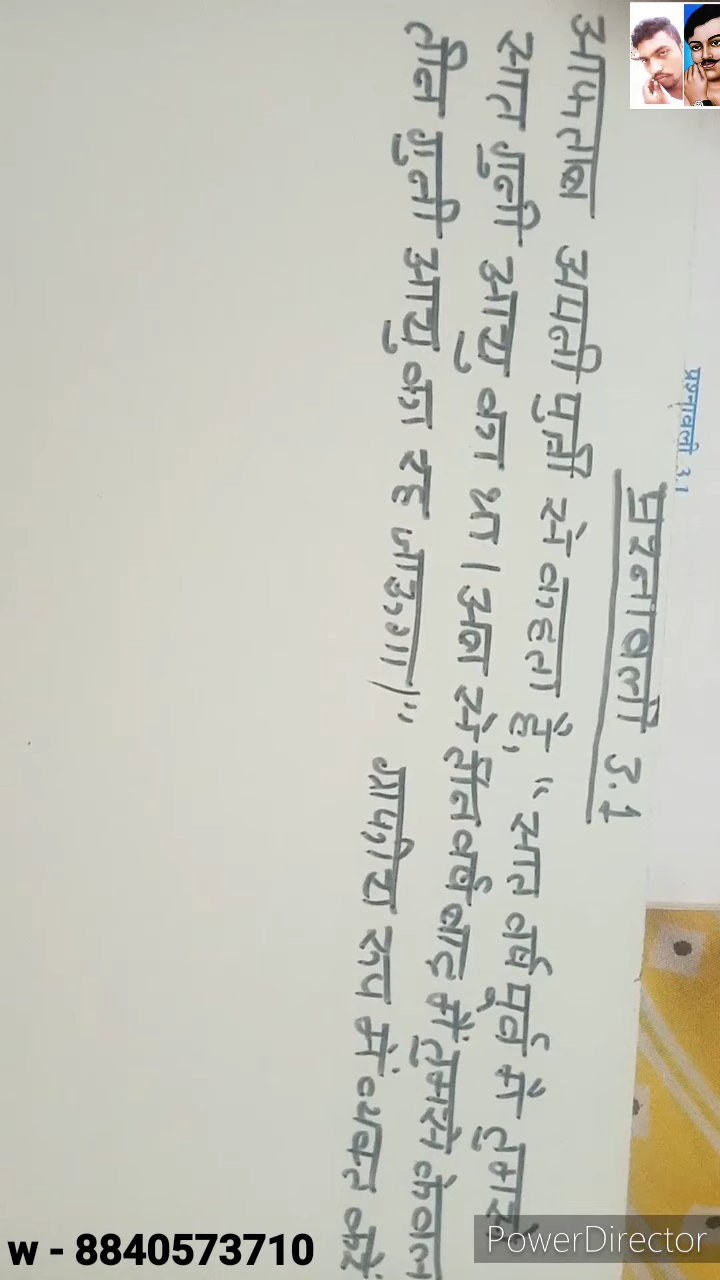 प्रश्नावली 3.1
प्रश्नावली 3.1
आफताब अपनी पुत्री से कहता है, "सात वर्ष पूर्व मैं तुमसे
सात गुनी आयु का था। अब से तीन वर्ष बाद मैं तुमसे केवल
तीन गुनी आयु का रह जाऊंगा।" ग्राफीय रूप में व्यक्त करें
w - 8840573710
PowerDirector